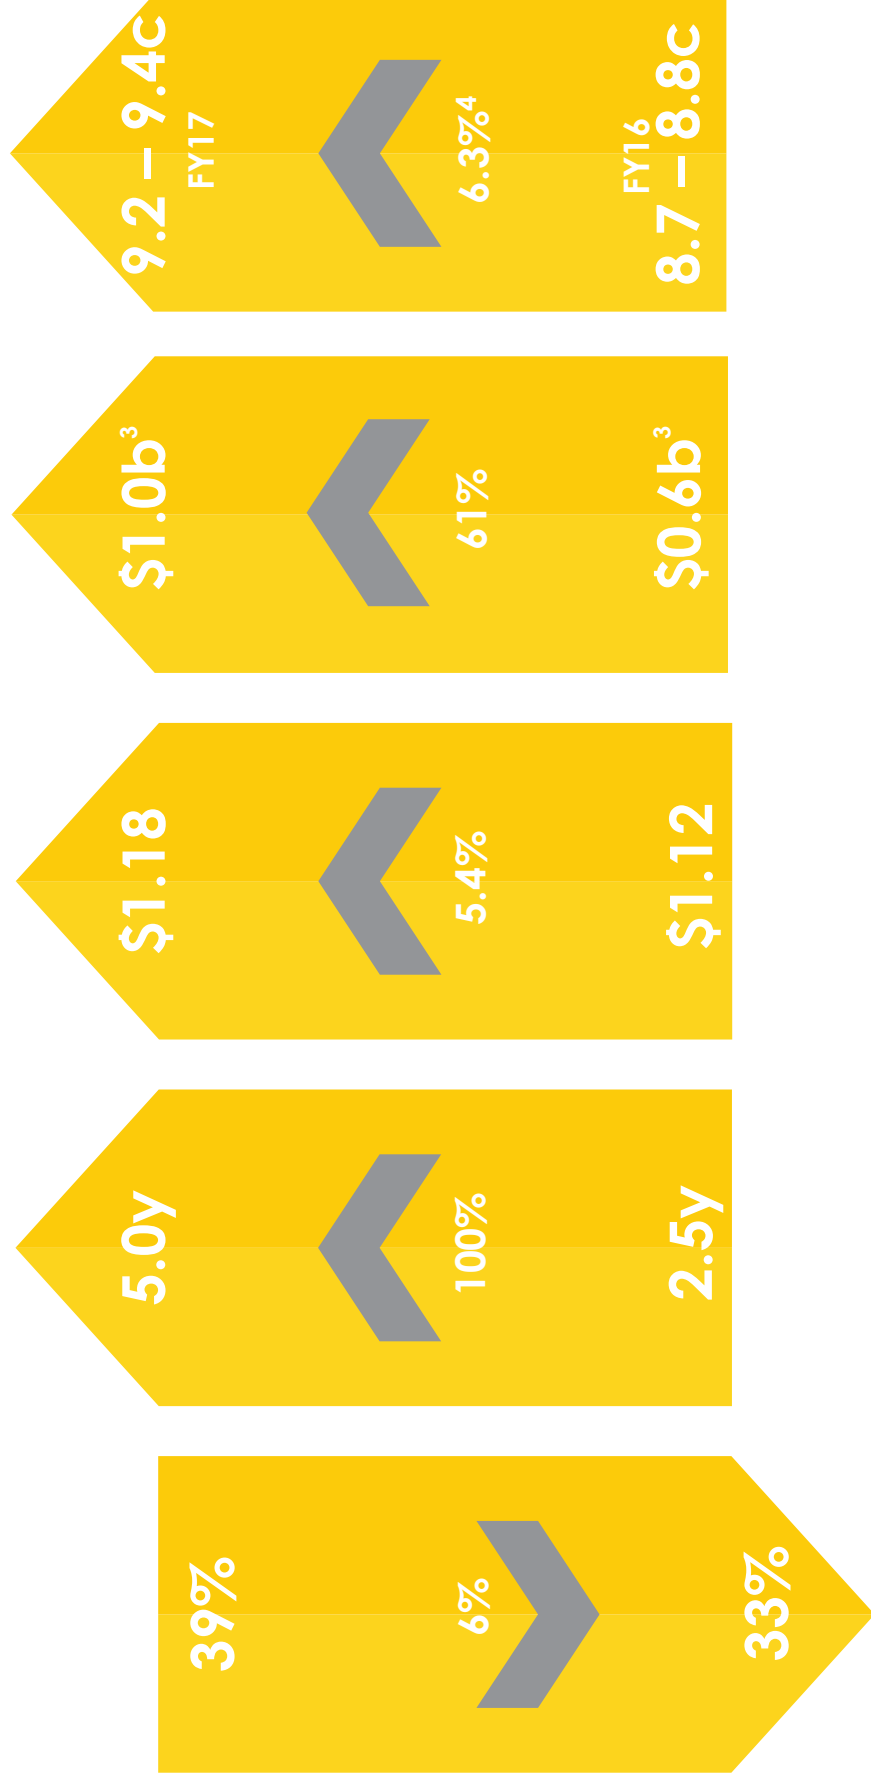 39%
6%
33%
5.0y
100%
2.5y
$1.18
5.4%
$1.12
$1.0b³
61%
$0.6b³
9.2 – 9.4c
FY17
6.3%⁴
FY16
8.7 – 8.8c